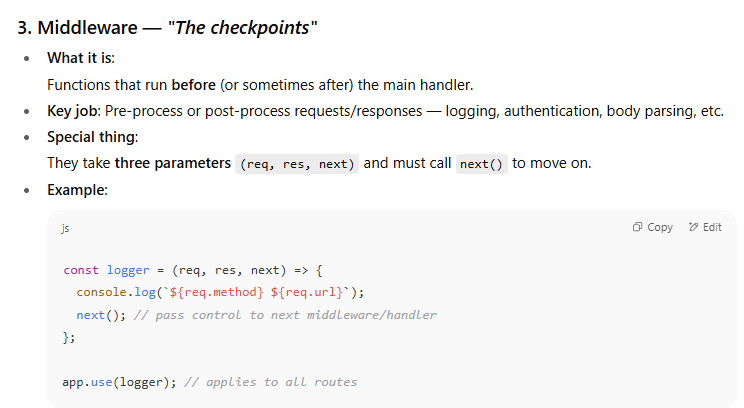 3. Middleware — "The checkpoints"
• What it is:
Functions that run before (or sometimes after) the main handler.
• Key job: Pre-process or post-process requests/responses — logging, authentication, body parsing, etc.
• Special thing:
They take three parameters (req, res, next) and must call next() to move on.
• Example:
js Copy Edit
const logger = (req, res, next) => {
  console.log(`${req.method} ${req.url}`);
  next(); // pass control to next middleware/handler
};
app.use(logger); // applies to all routes